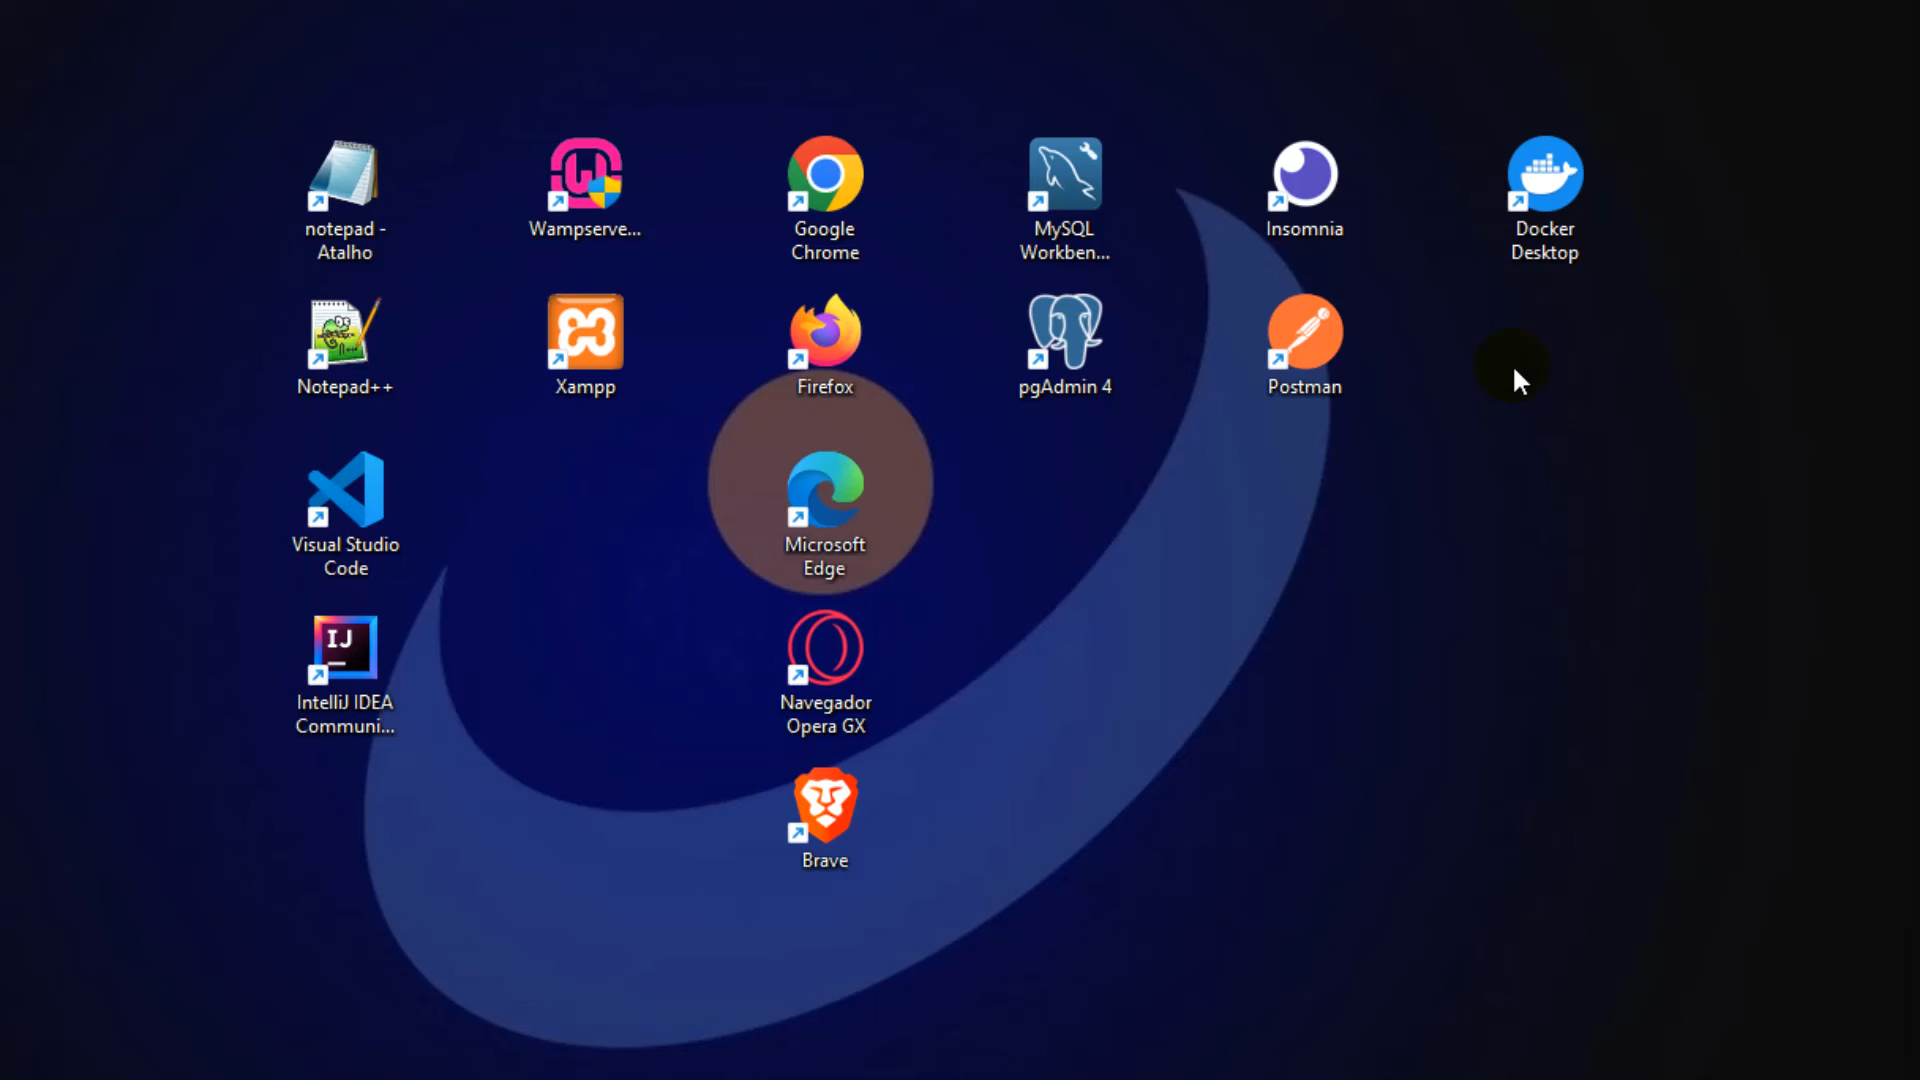 notepad -
Atalho
Wampserve...
Google
Chrome
MySQL
Workben...
Insomnia
Docker
Desktop
Notepad++
Xampp
Firefox
pgAdmin 4
Postman
Visual Studio
Code
Microsoft
Edge
IJ
IntelliJ IDEA
Communi...
Navegador
Opera GX
Brave